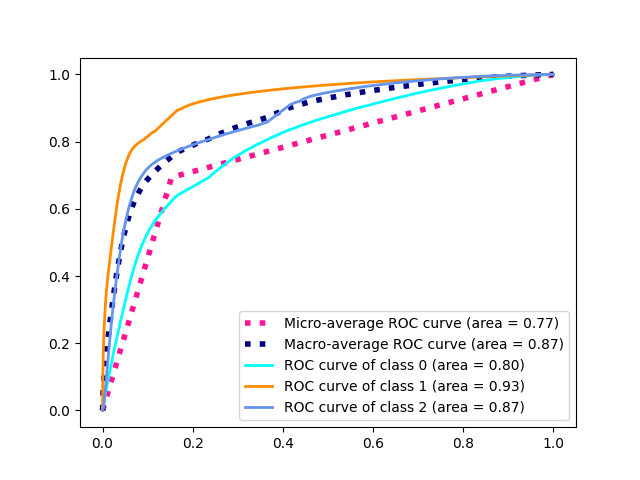 1.0
0.8
0.6
0.4
0.2
0.0
Micro-average ROC curve (area = 0.77)
Macro-average ROC curve (area = 0.87)
ROC curve of class 0 (area = 0.80)
ROC curve of class 1 (area = 0.93)
ROC curve of class 2 (area = 0.87)
0.0 0.2 0.4 0.6 0.8 1.0